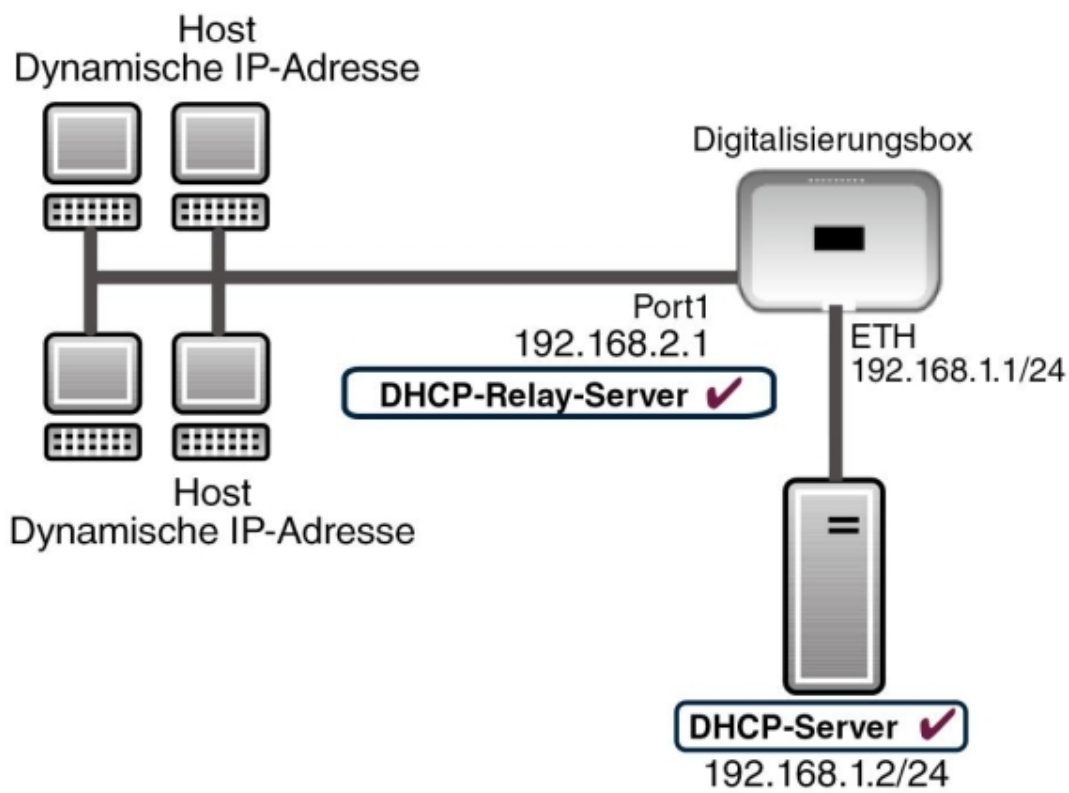 Host
Dynamische IP-Adresse
Digitalisierungsbox
Port1
192.168.2.1
DHCP-Relay-Server
ETH
192.168.1.1/24
Host
Dynamische IP-Adresse
DHCP-Server
192.168.1.2/24